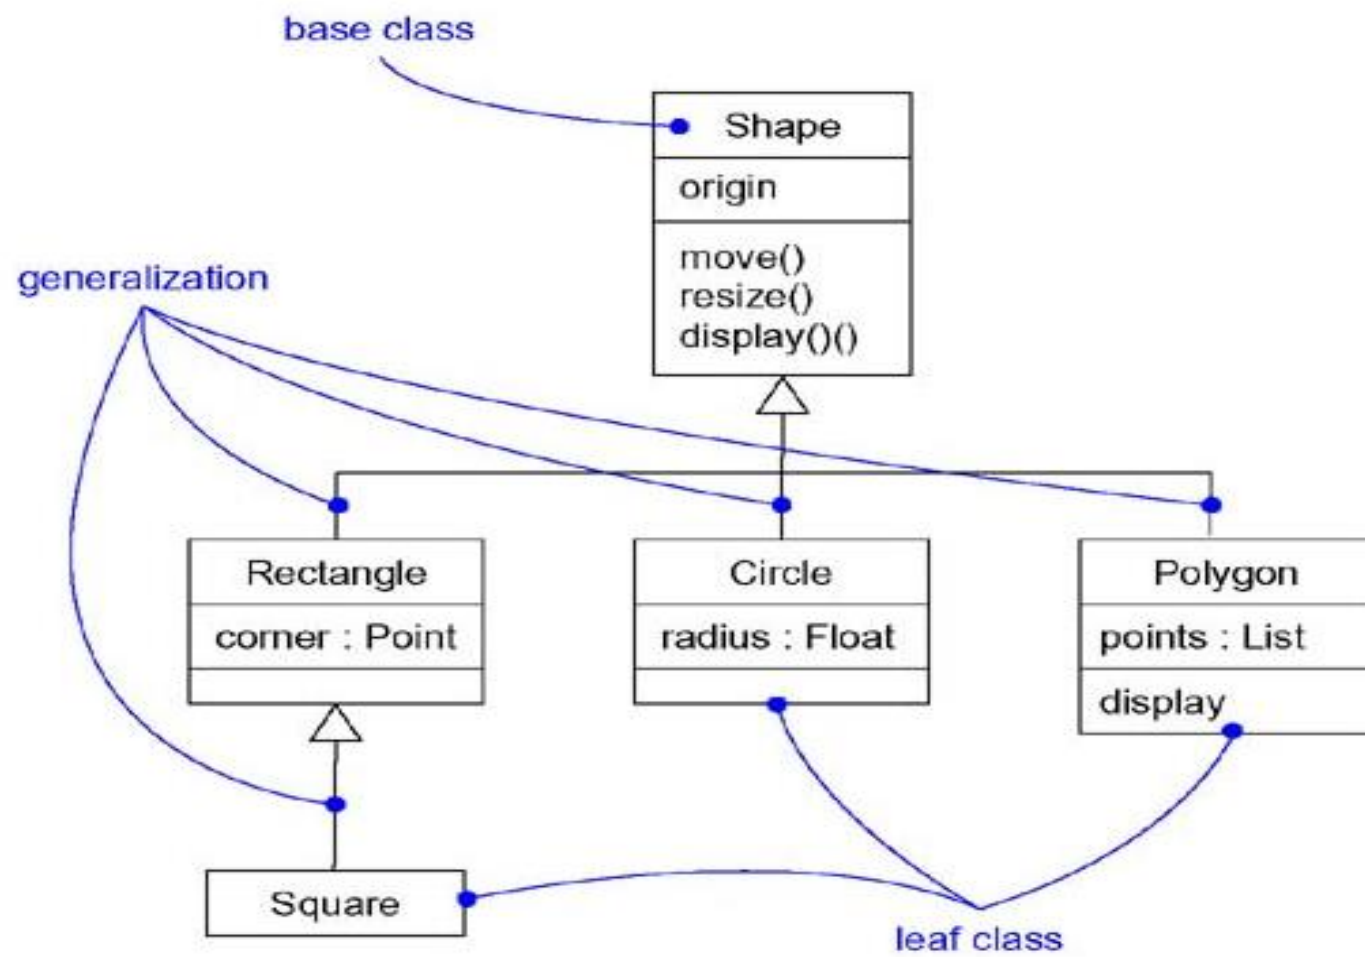 base class
Shape
origin
move()
resize()
display()()
generalization
Rectangle
corner : Point
Circle
radius : Float
Polygon
points : List
display
Square
leaf class